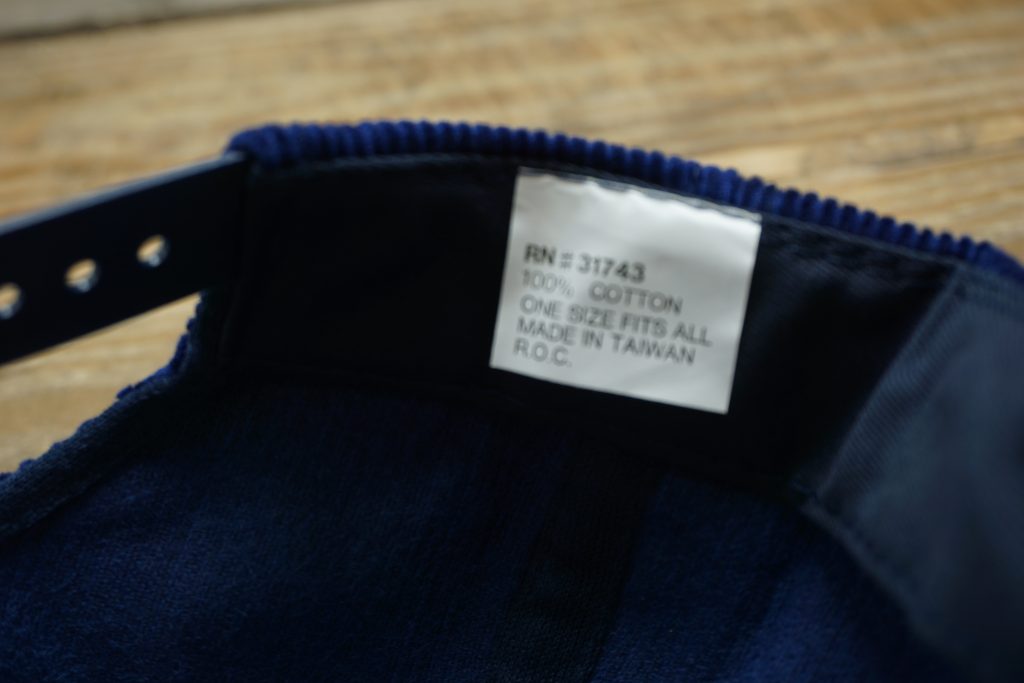 RN # 31743
100% COTTON
ONE SIZE FITS ALL
MADE IN TAIWAN
R.O.C.